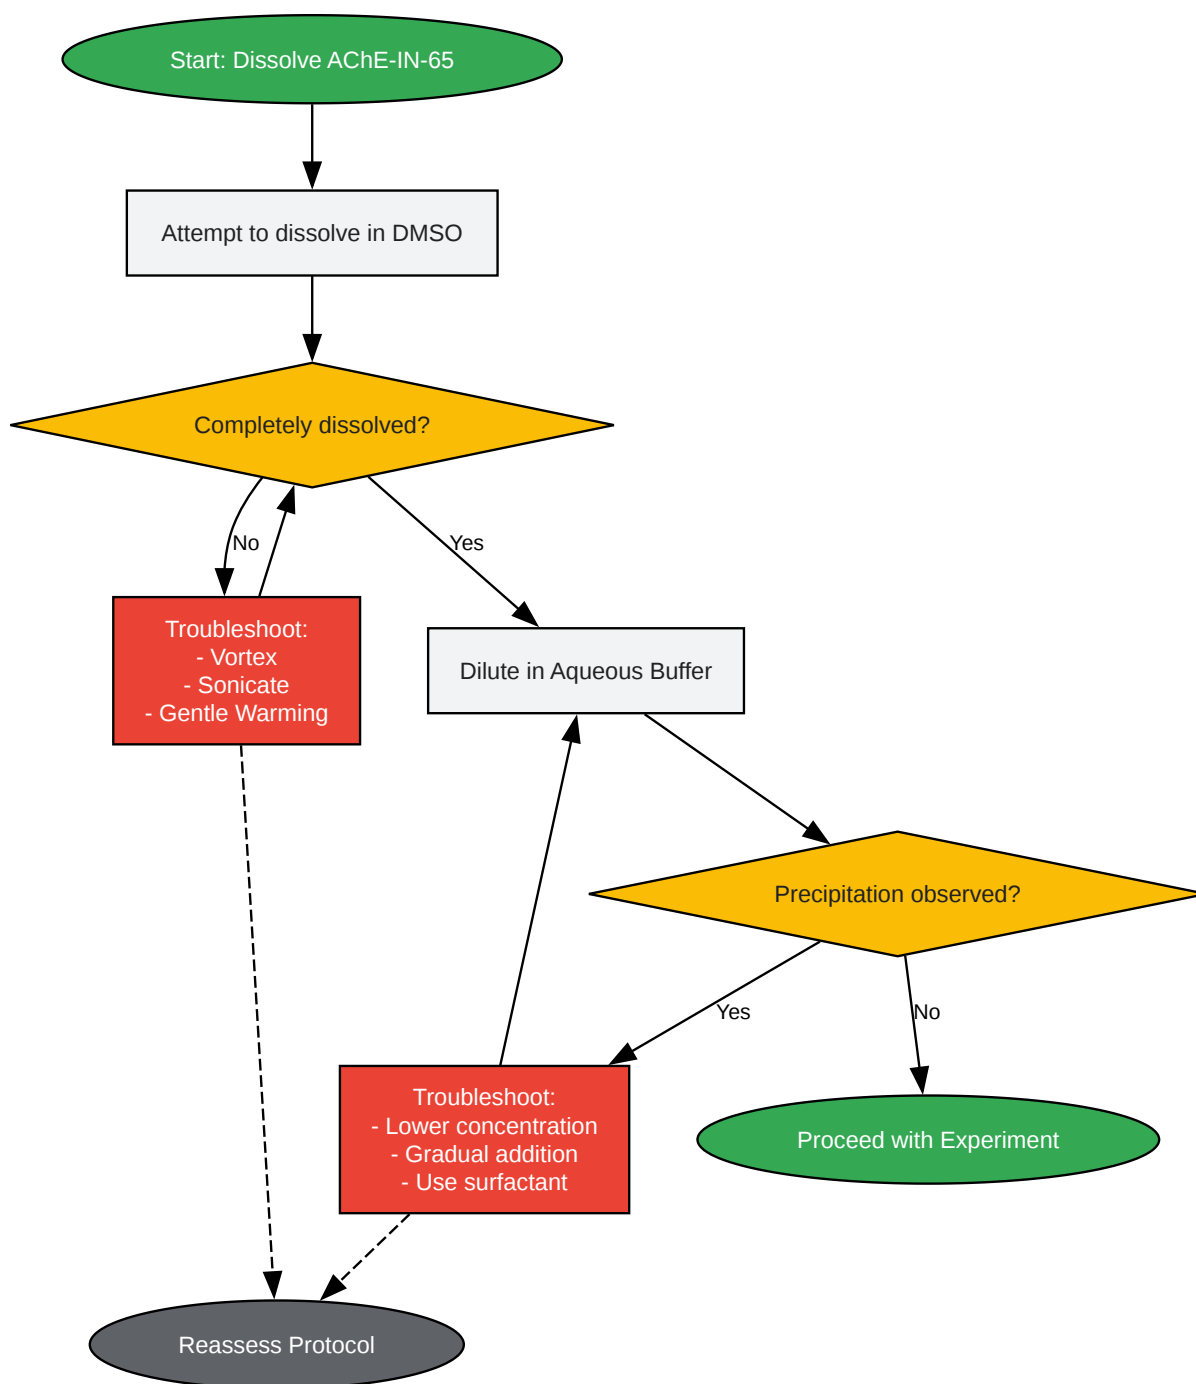 Start: Dissolve AChE-IN-65
Attempt to dissolve in DMSO
Completely dissolved?
No
Yes
Troubleshoot:
- Vortex
- Sonicate
- Gentle Warming
Dilute in Aqueous Buffer
Precipitation observed?
Yes
No
Troubleshoot:
- Lower concentration
- Gradual addition
- Use surfactant
Proceed with Experiment
Reassess Protocol